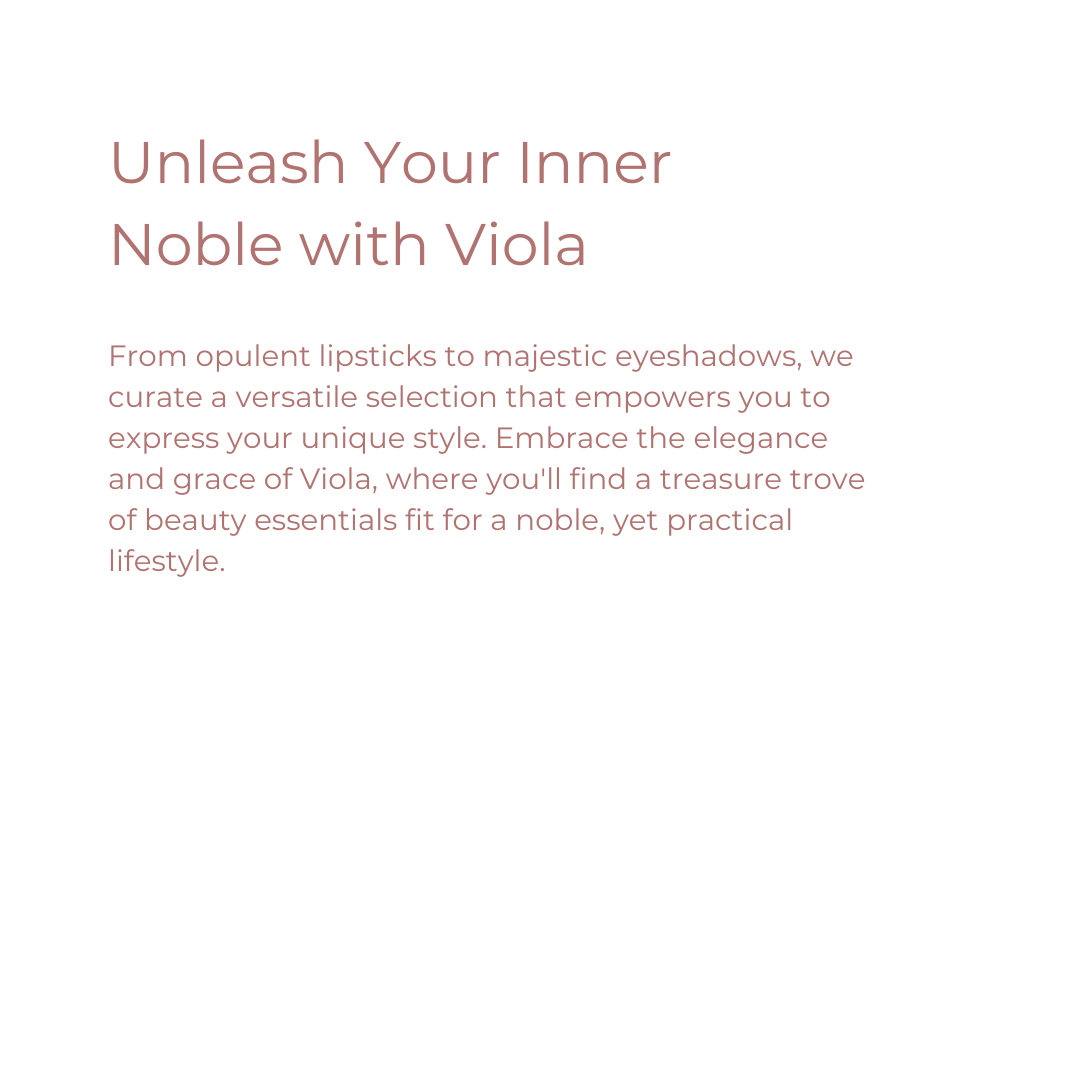 Unleash Your Inner
Noble with Viola
From opulent lipsticks to majestic eyeshadows, we
curate a versatile selection that empowers you to
express your unique style. Embrace the elegance
and grace of Viola, where you'll find a treasure trove
of beauty essentials fit for a noble, yet practical
lifestyle.